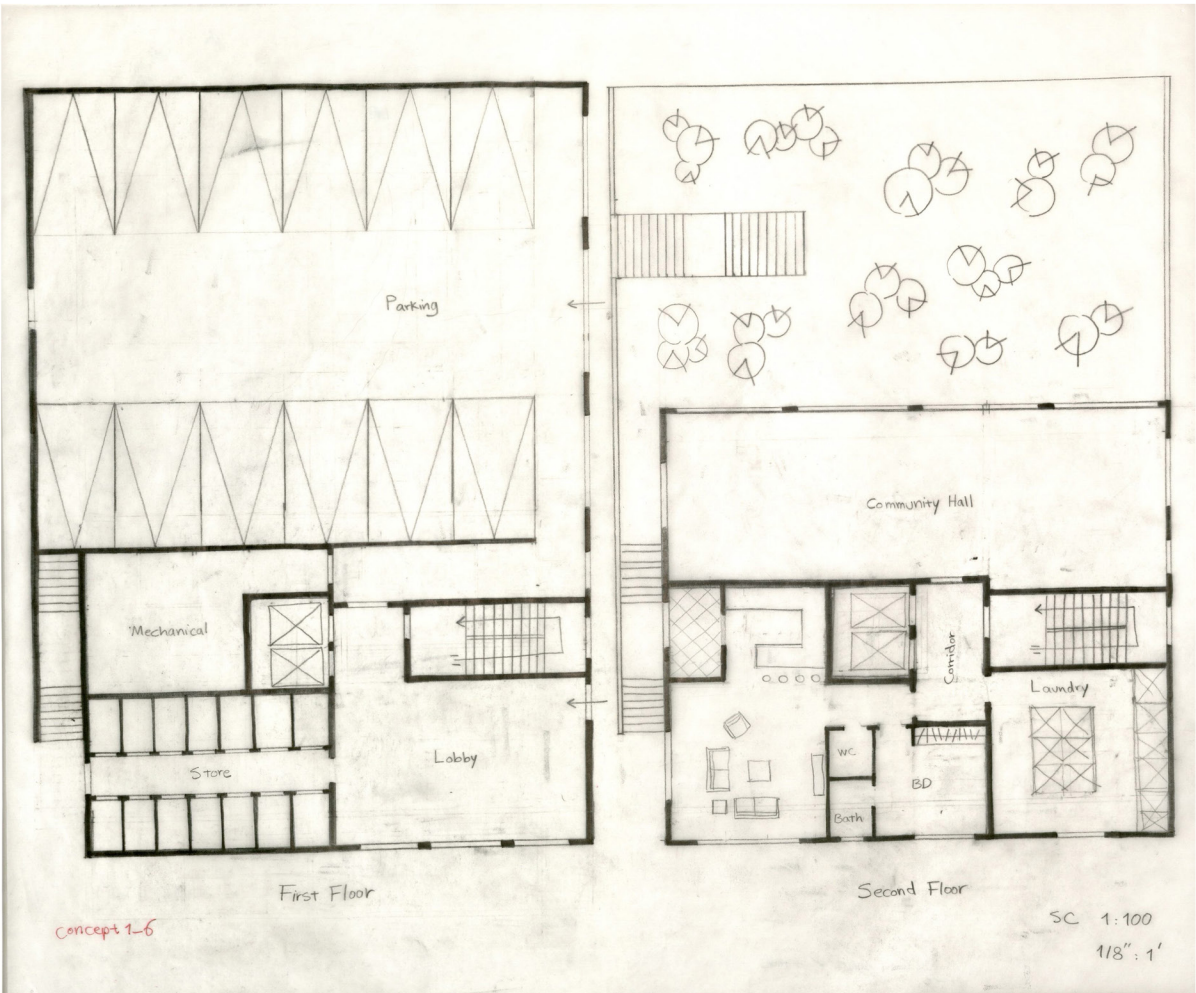 Parking
Mechanical
Store
Lobby
First Floor
Concept 1-6
Community Hall
Corridor
Laundry
WC
BD
Bath
Second Floor
SC 1:100
1/8": 1'